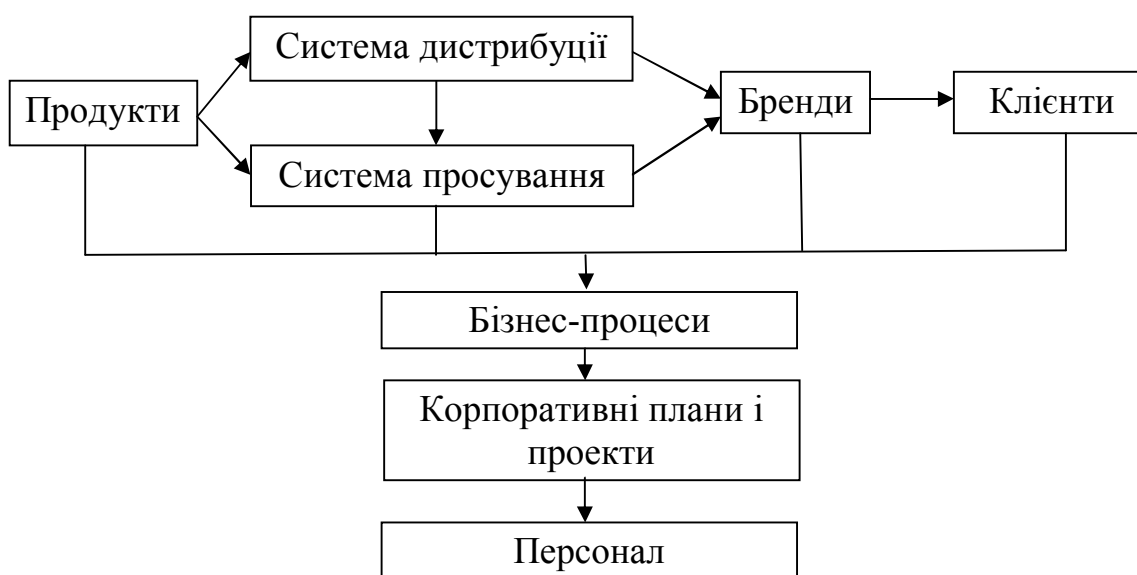 Система дистрибуції
Продукти
Бренди
Клієнти
Система просування
Бізнес-процеси
Корпоративні плани і
проекти
Персонал